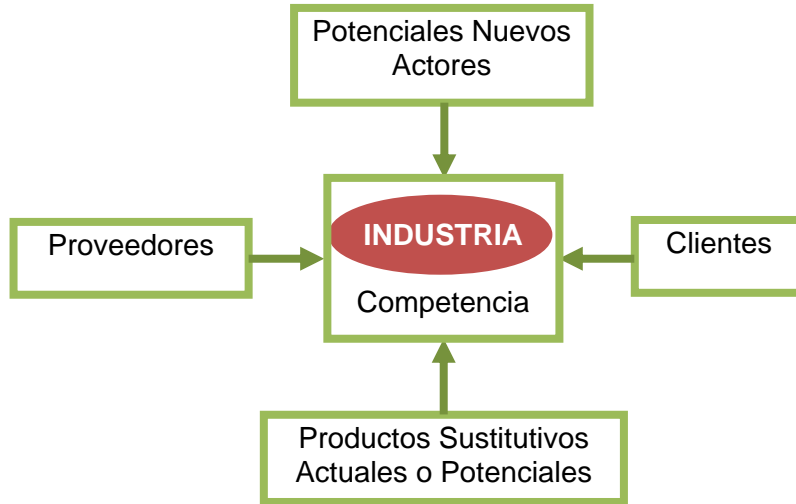 Potenciales Nuevos
Actores
Proveedores
INDUSTRIA
Competencia
Clientes
Productos Sustitutivos
Actuales o Potenciales